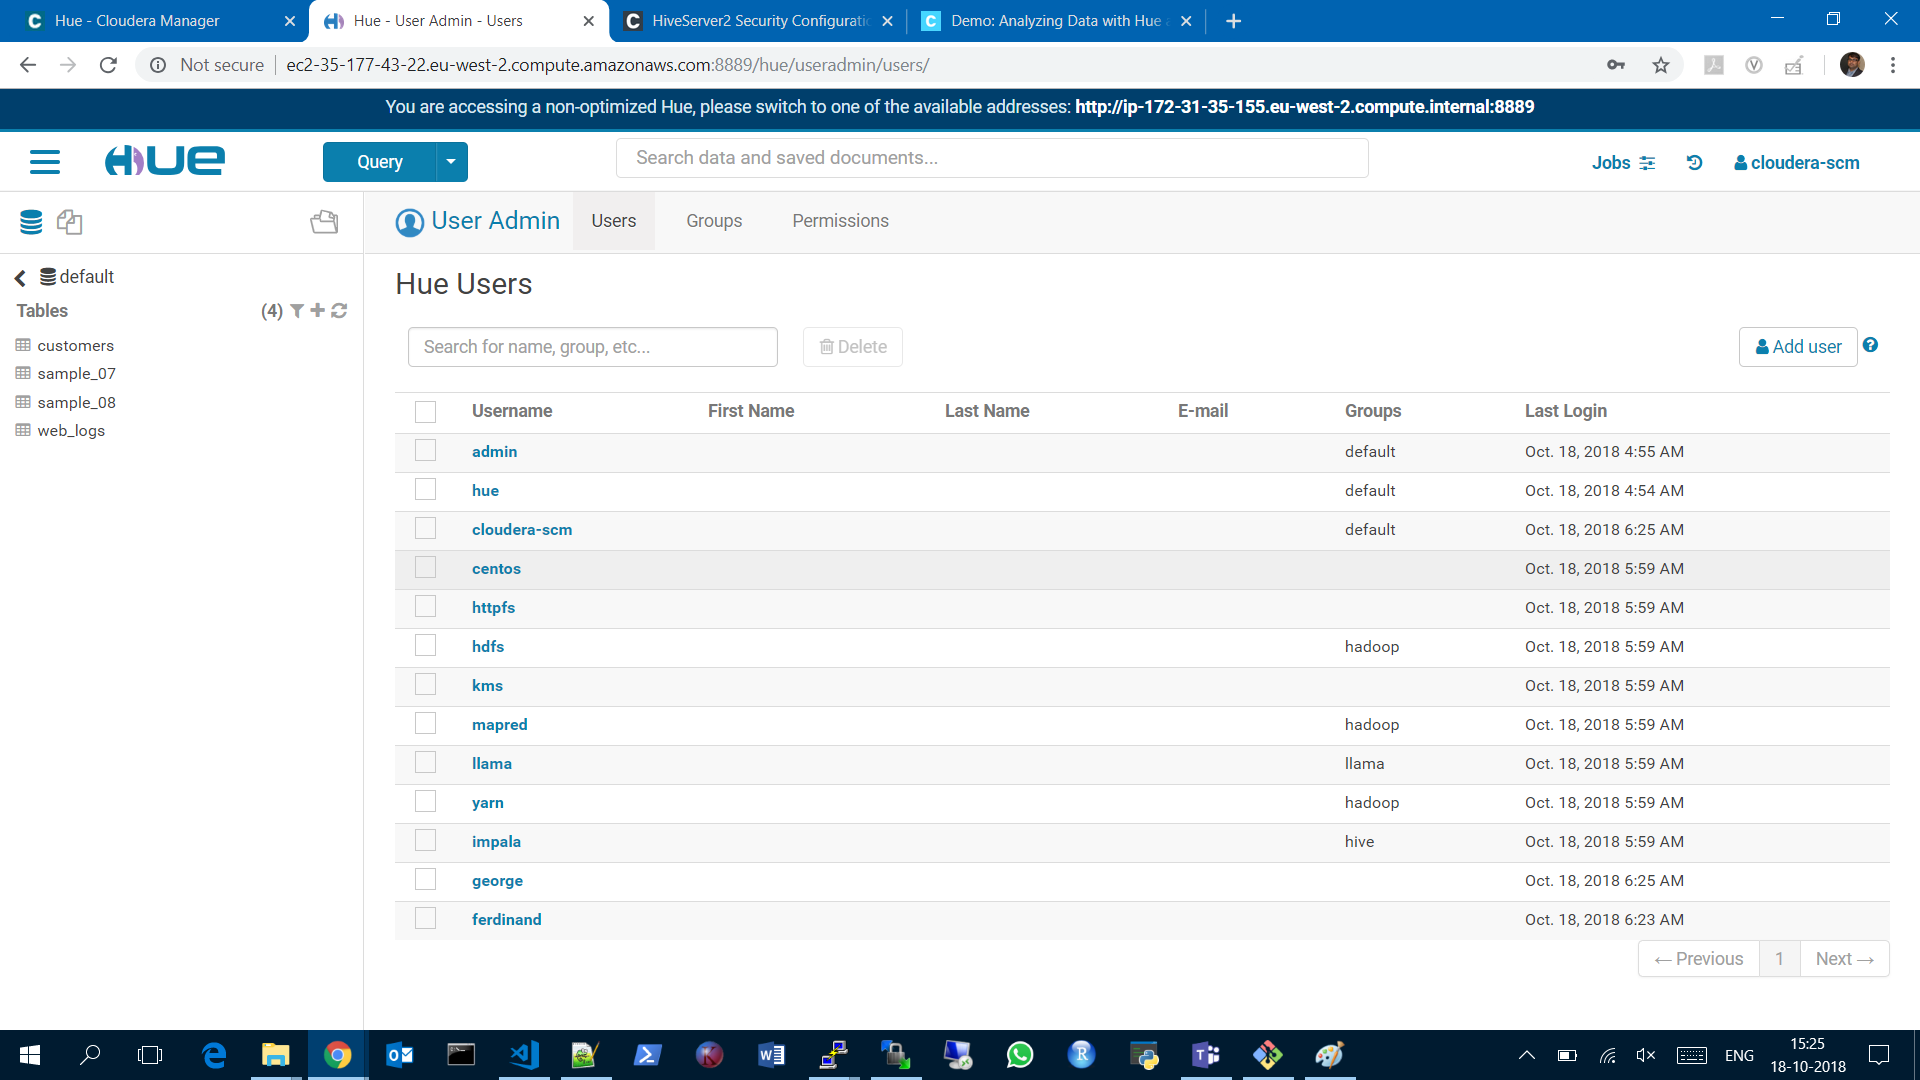 Hue - Cloudera Manager
Hue - User Admin - Users
HiveServer2 Security Configuratio
Demo: Analyzing Data with Hue a
Not secure
ec2-35-177-43-22.eu-west-2.compute.amazonaws.com:8889/hue/useradmin/users/
You are accessing a non-optimized Hue, please switch to one of the available addresses: http://ip-172-31-35-155.eu-west-2.compute.internal:8889
HUE
Query
Search data and saved documents...
Jobs
cloudera-scm
User Admin
Users
Groups
Permissions
default
Tables
(4)
customers
sample_07
sample_08
web_logs
Hue Users
Search for name, group, etc...
Delete
Add user
Username First Name Last Name E-mail Groups Last Login
admin default Oct. 18, 2018 4:55 AM
hue default Oct. 18, 2018 4:54 AM
cloudera-scm default Oct. 18, 2018 6:25 AM
centos Oct. 18, 2018 5:59 AM
httpfs Oct. 18, 2018 5:59 AM
hdfs hadoop Oct. 18, 2018 5:59 AM
kms Oct. 18, 2018 5:59 AM
mapred hadoop Oct. 18, 2018 5:59 AM
llama llama Oct. 18, 2018 5:59 AM
yarn hadoop Oct. 18, 2018 5:59 AM
impala hive Oct. 18, 2018 5:59 AM
george Oct. 18, 2018 6:25 AM
ferdinand Oct. 18, 2018 6:23 AM
← Previous 1 Next →
ENG
15:25
18-10-2018